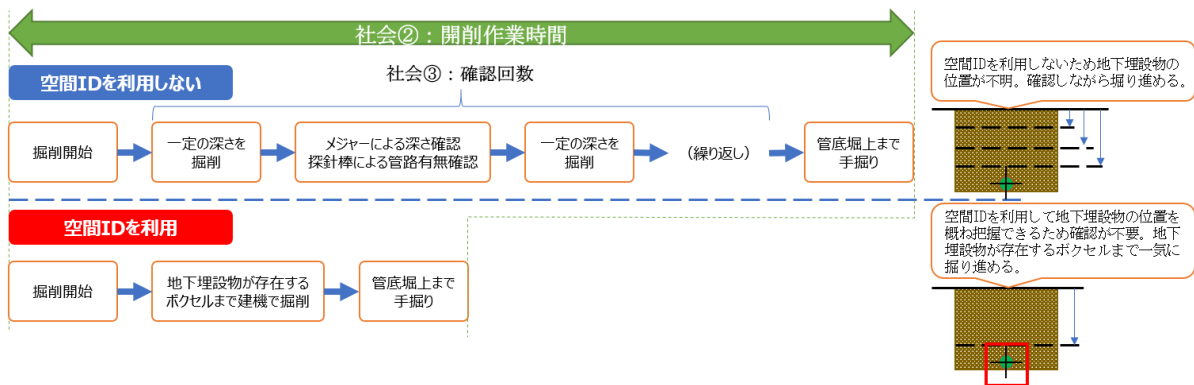 社会②：開削作業時間
空間IDを利用しない
社会③：確認回数
掘削開始
一定の深さを
掘削
メジャーによる深さ確認
探針棒による管路有無確認
一定の深さを
掘削
（繰り返し）
管底堀上まで
手掘り
空間IDを利用しないため地下埋設物の
位置が不明。確認しながら掘り進める。
空間IDを利用
掘削開始
地下埋設物が存在する
ボクセルまで建機で掘削
管底堀上まで
手掘り
空間IDを利用して地下埋設物の位置を
概ね把握できるため確認が不要。地下
埋設物が存在するボクセルまで一気に
掘り進める。